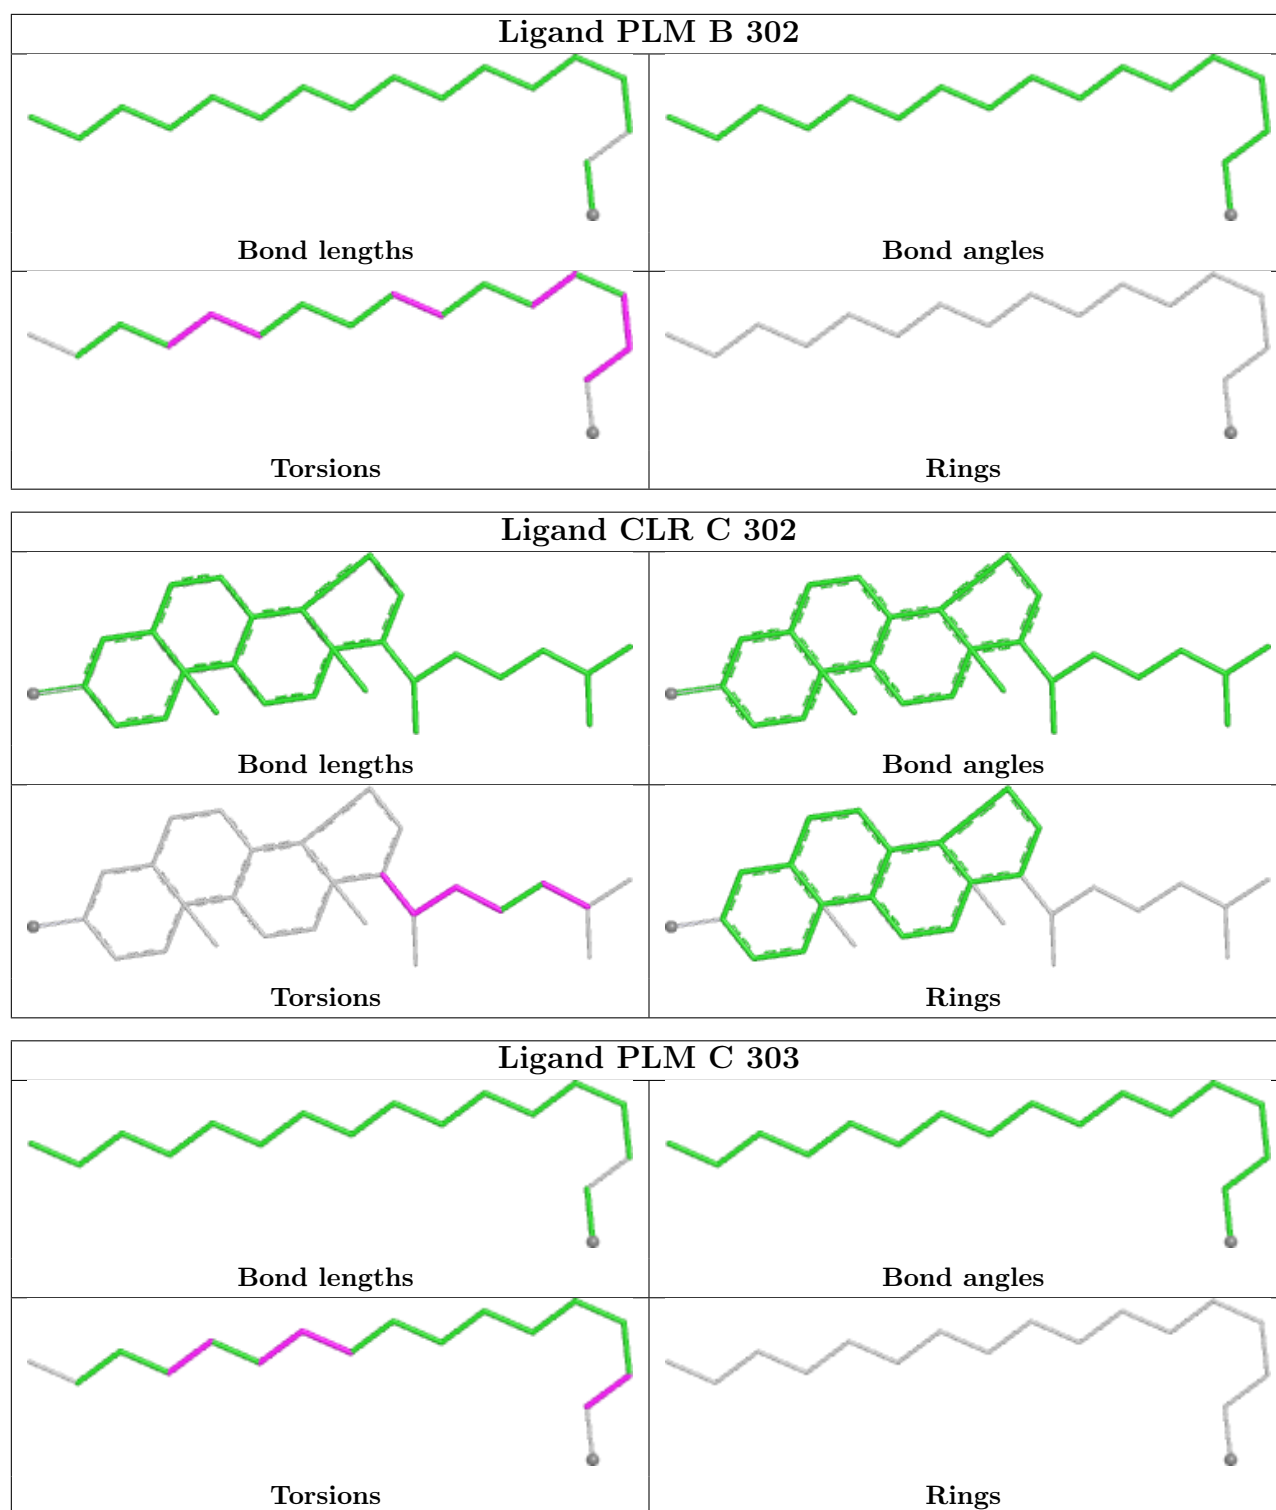 Ligand PLM B 302
Bond lengths
Bond angles
Torsions
Rings
Ligand CLR C 302
Bond lengths
Bond angles
Torsions
Rings
Ligand PLM C 303
Bond lengths
Bond angles
Torsions
Rings